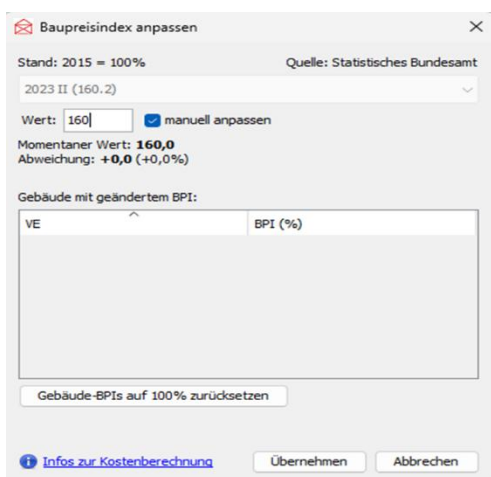 Baupreisindex anpassen
Stand: 2015 = 100% Quelle: Statistisches Bundesamt
2023 II (160.2)
Wert: 160 manuell anpassen
Momentaner Wert: 160,0
Abweichung: +0,0 (+0,0%)
Gebäude mit geändertem BPI:
VE BPI (%)
Gebäude-BPIs auf 100% zurücksetzen
Infos zur Kostenberechnung Übernehmen Abbrechen